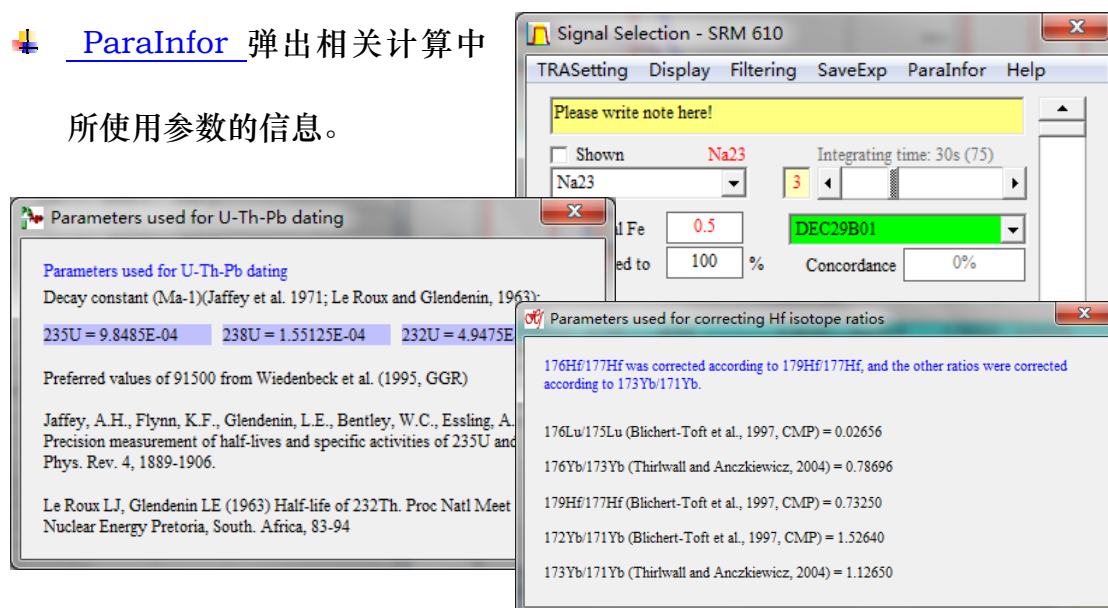 ParaInfor 弹出相关计算中
所使用参数的信息。
Signal Selection - SRM 610
TRASetting Display Filtering SaveExp ParaInfor Help
Please write note here!
Shown Na23 Integrating time: 30s (75)
Na23 3
l Fe 0.5 DEC29B01
ed to 100 % Concordance 0%
Parameters used for U-Th-Pb dating
Parameters used for U-Th-Pb dating
Decay constant (Ma-1)(Jaffey et al. 1971; Le Roux and Glendenin, 1963):
235U = 9.8485E-04 238U = 1.55125E-04 232U = 4.9475E
Preferred values of 91500 from Wiedenbeck et al. (1995, GGR)
Jaffey, A.H., Flynn, K.F., Glendenin, L.E., Bentley, W.C., Essling, A.
Precision measurement of half-lives and specific activities of 235U and
Phys. Rev. 4, 1889-1906.
Le Roux LJ, Glendenin LE (1963) Half-life of 232Th. Proc Natl Meet
Nuclear Energy Pretoria, South. Africa, 83-94
Parameters used for correcting Hf isotope ratios
176Hf/177Hf was corrected according to 179Hf/177Hf, and the other ratios were corrected
according to 173Yb/171Yb.
176Lu/175Lu (Blichert-Toft et al., 1997, CMP) = 0.02656
176Yb/173Yb (Thirlwall and Anczkiewicz, 2004) = 0.78696
179Hf/177Hf (Blichert-Toft et al., 1997, CMP) = 0.73250
172Yb/171Yb (Blichert-Toft et al., 1997, CMP) = 1.52640
173Yb/171Yb (Thirlwall and Anczkiewicz, 2004) = 1.12650